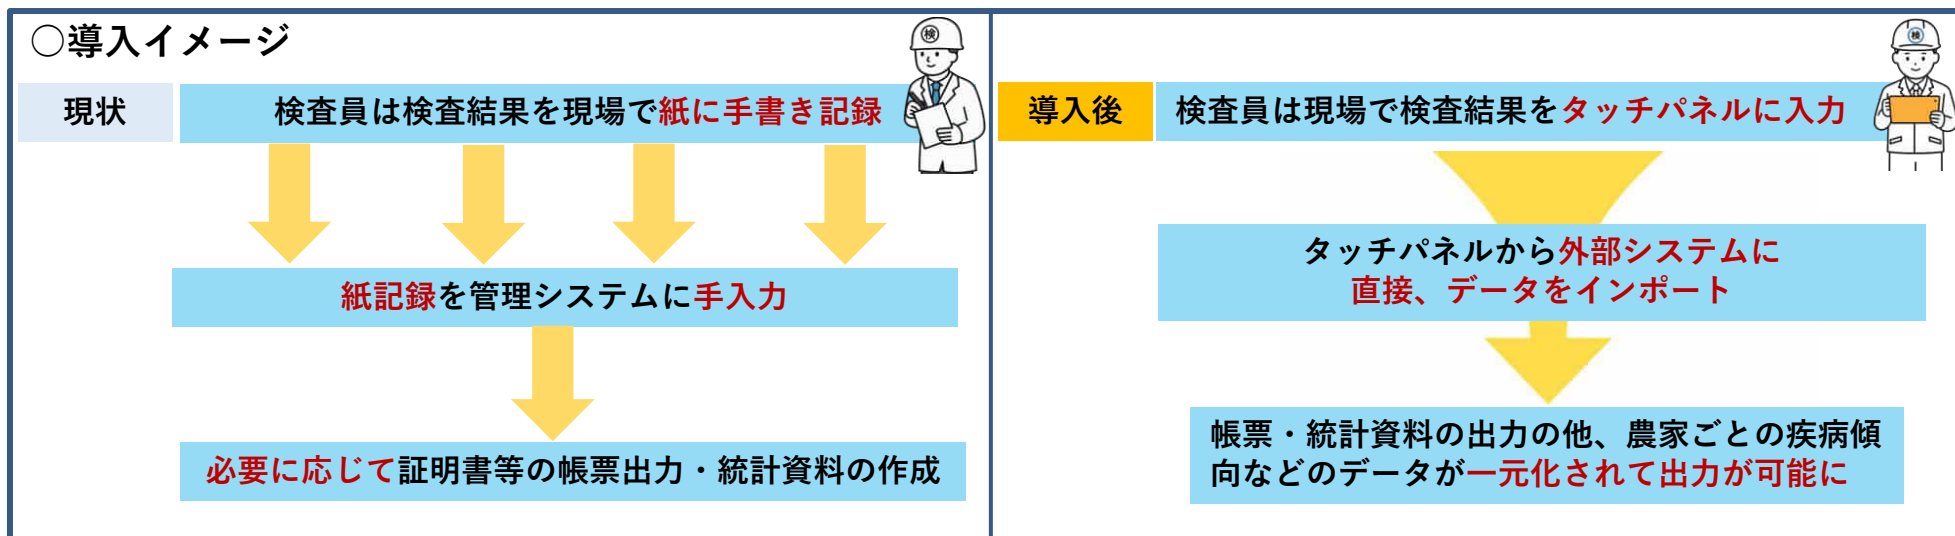 ○導入イメージ
検
現状
検査員は検査結果を現場で紙に手書き記録
紙記録を管理システムに手入力
必要に応じて証明書等の帳票出力・統計資料の作成
検
導入後
検査員は現場で検査結果をタッチパネルに入力
タッチパネルから外部システムに
直接、データをインポート
帳票・統計資料の出力の他、農家ごとの疾病傾
向などのデータが一元化されて出力が可能に